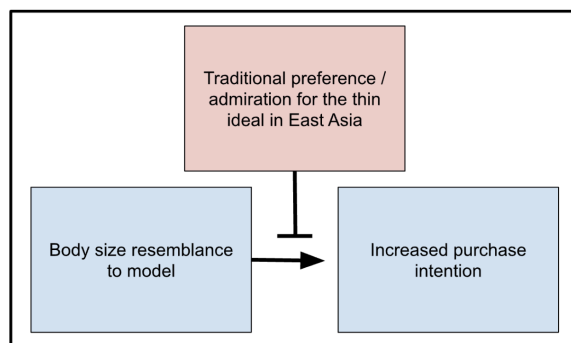 Traditional preference /
admiration for the thin
ideal in East Asia
Body size resemblance
to model
Increased purchase
intention